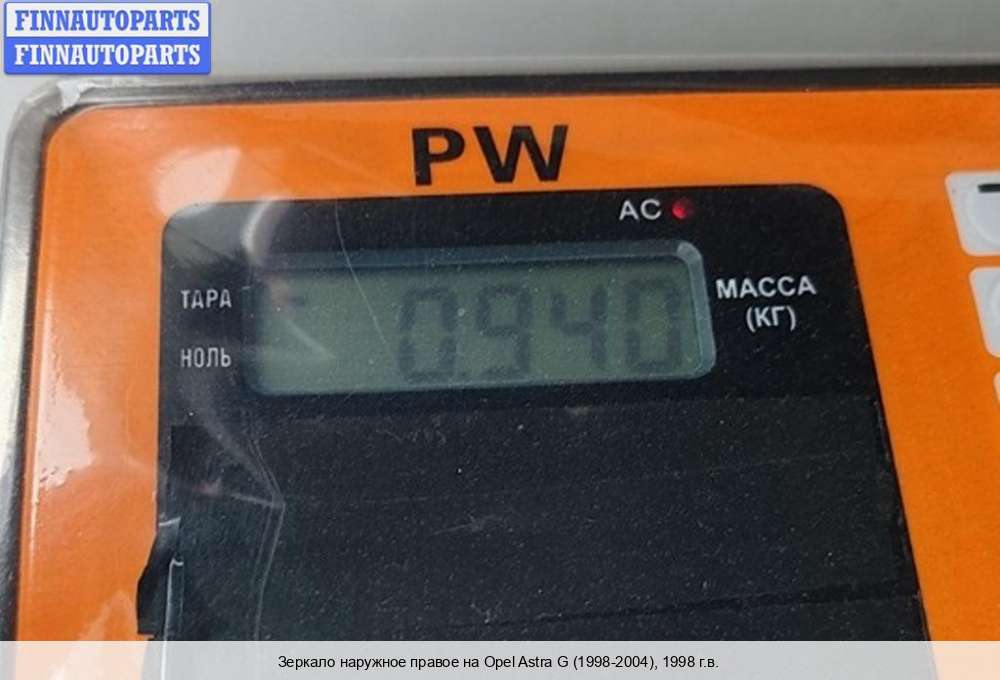 FINNAUTOPARTS
FINNAUTOPARTS
PW
AC
ТАРА
0.940
МАССА
(КГ)
НОЛЬ
Зеркало наружное правое на Opel Astra G (1998-2004), 1998 г.в.